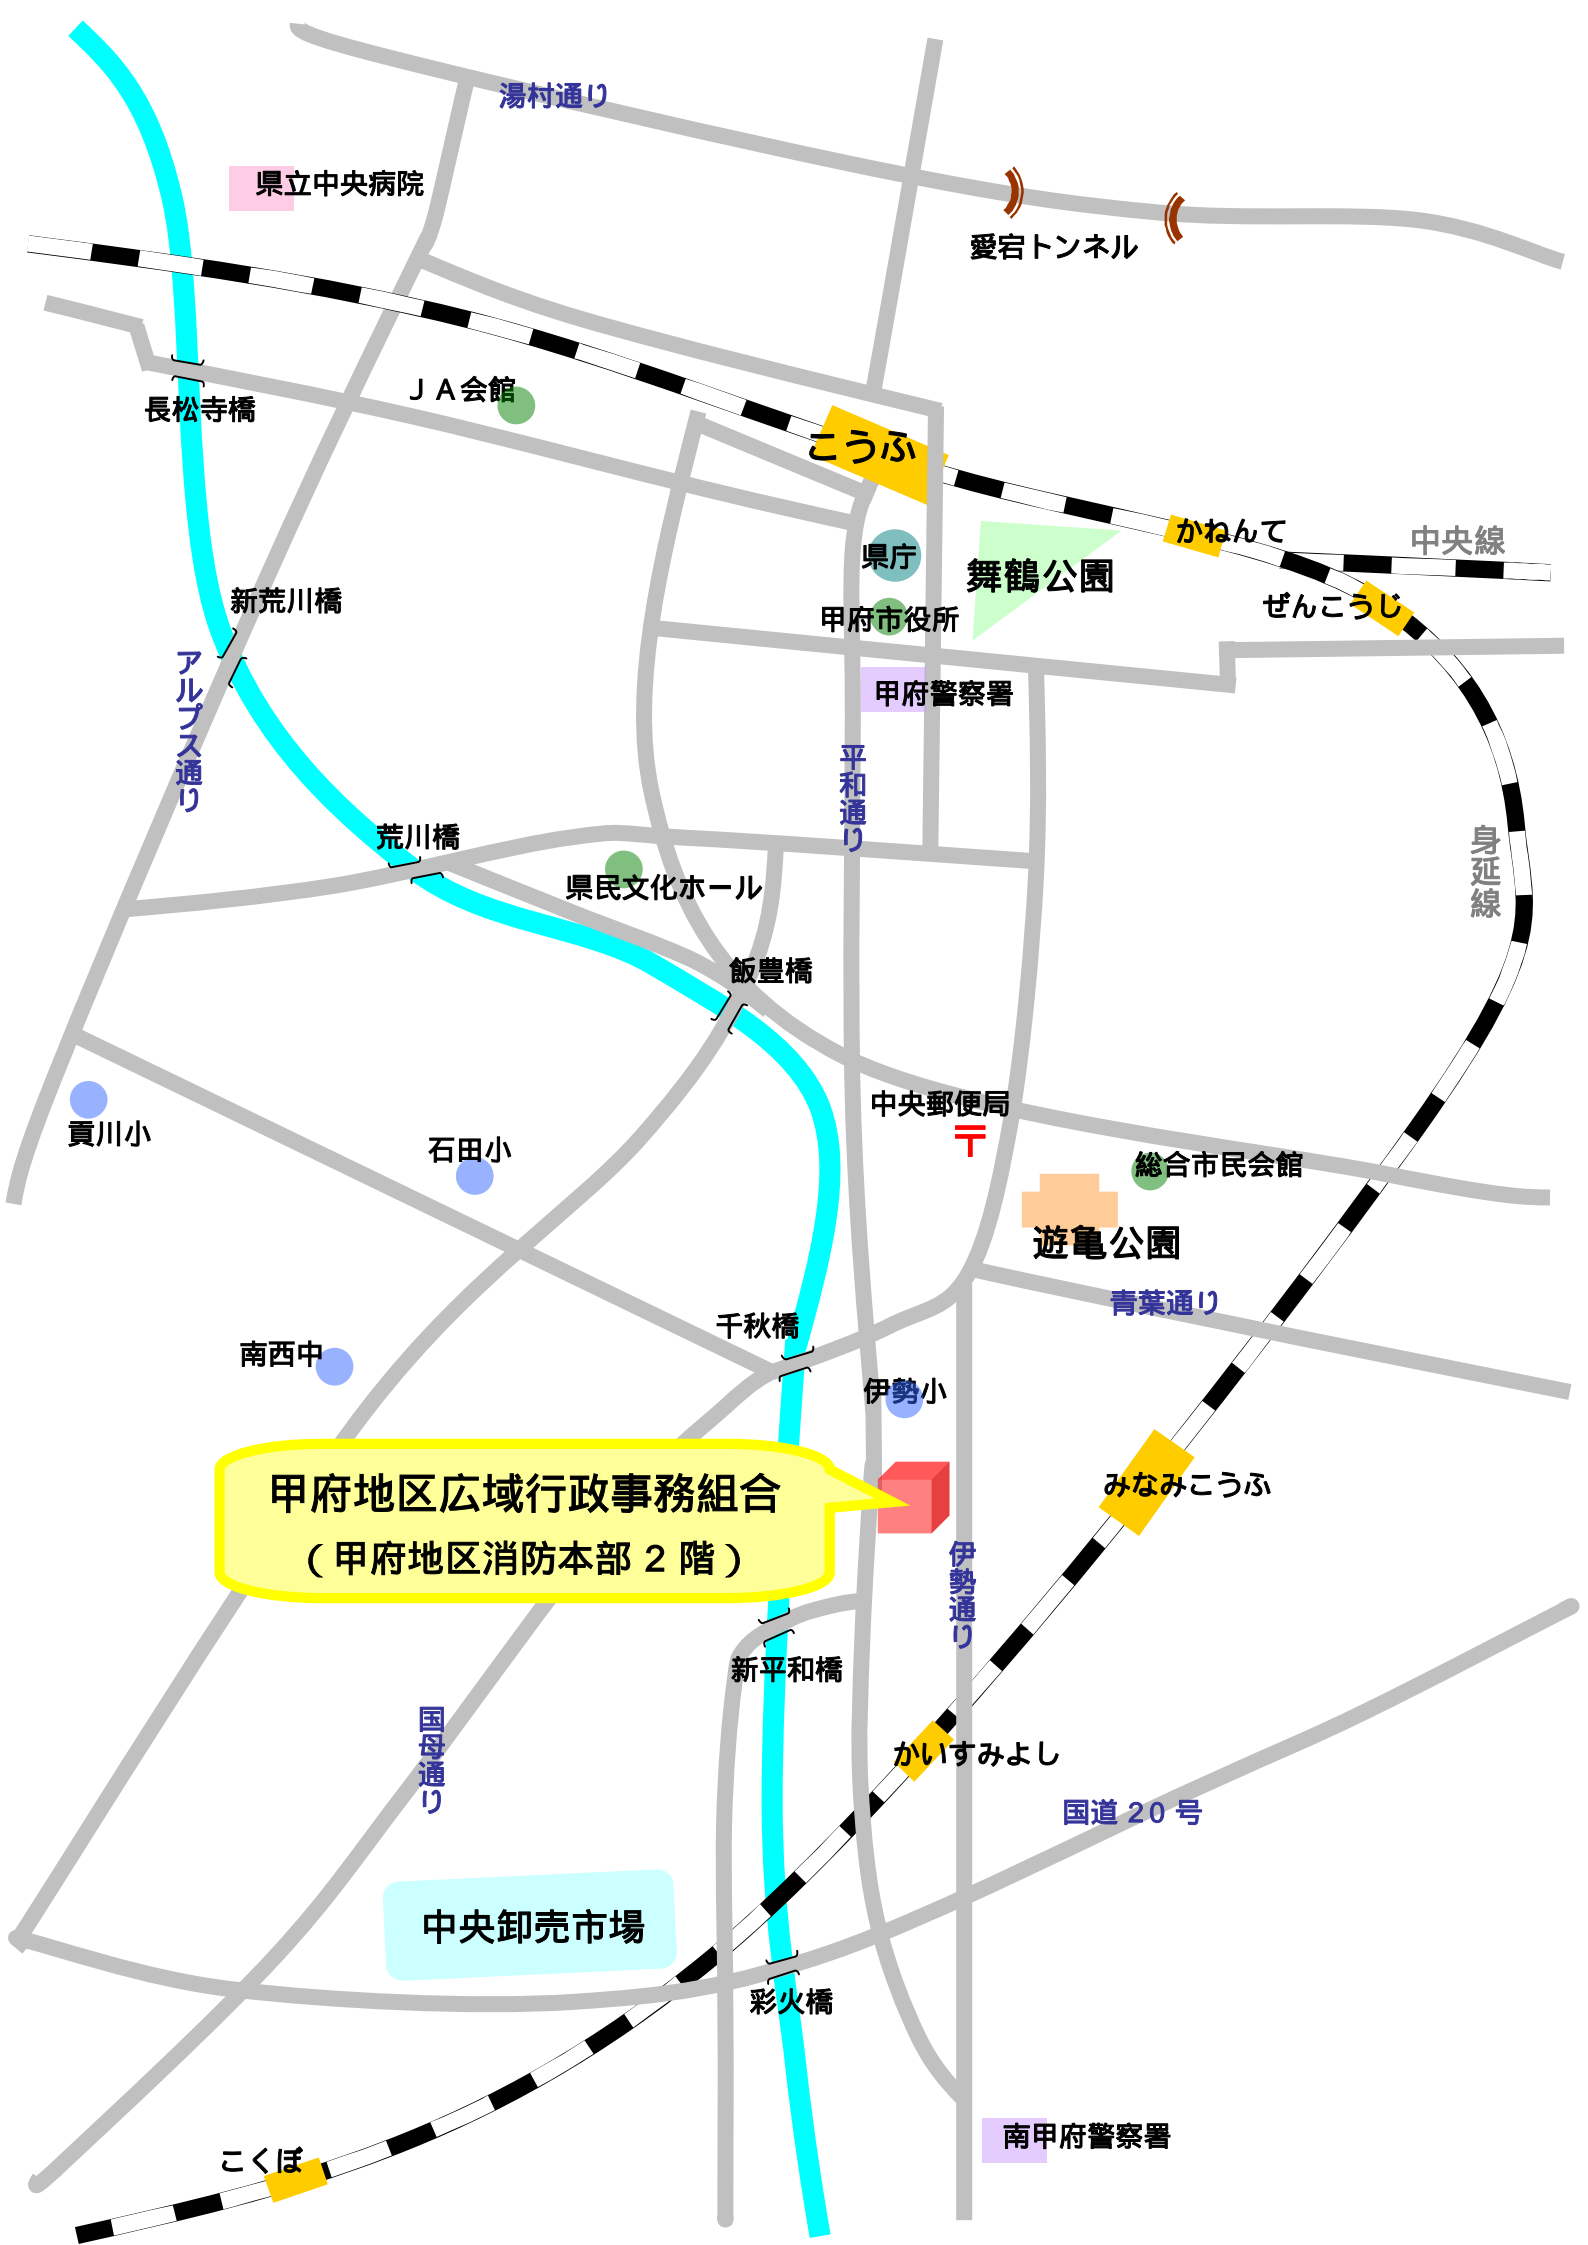 湯村通り
県立中央病院
愛宕トンネル
ＪＡ会館
長松寺橋
こうふ
かねんて
中央線
県庁
舞鶴公園
ぜんこうじ
新荒川橋
甲府市役所
アルプス通り
甲府警察署
平和通り
身延線
荒川橋
県民文化ホール
飯豊橋
中央郵便局
〒
貢川小
石田小
総合市民会館
遊亀公園
青葉通り
千秋橋
南西中
伊勢小
甲府地区広域行政事務組合
（甲府地区消防本部２階）
みなみこうふ
伊勢通り
新平和橋
国母通り
かいすみよし
国道20号
中央卸売市場
彩火橋
南甲府警察署
こくぼ